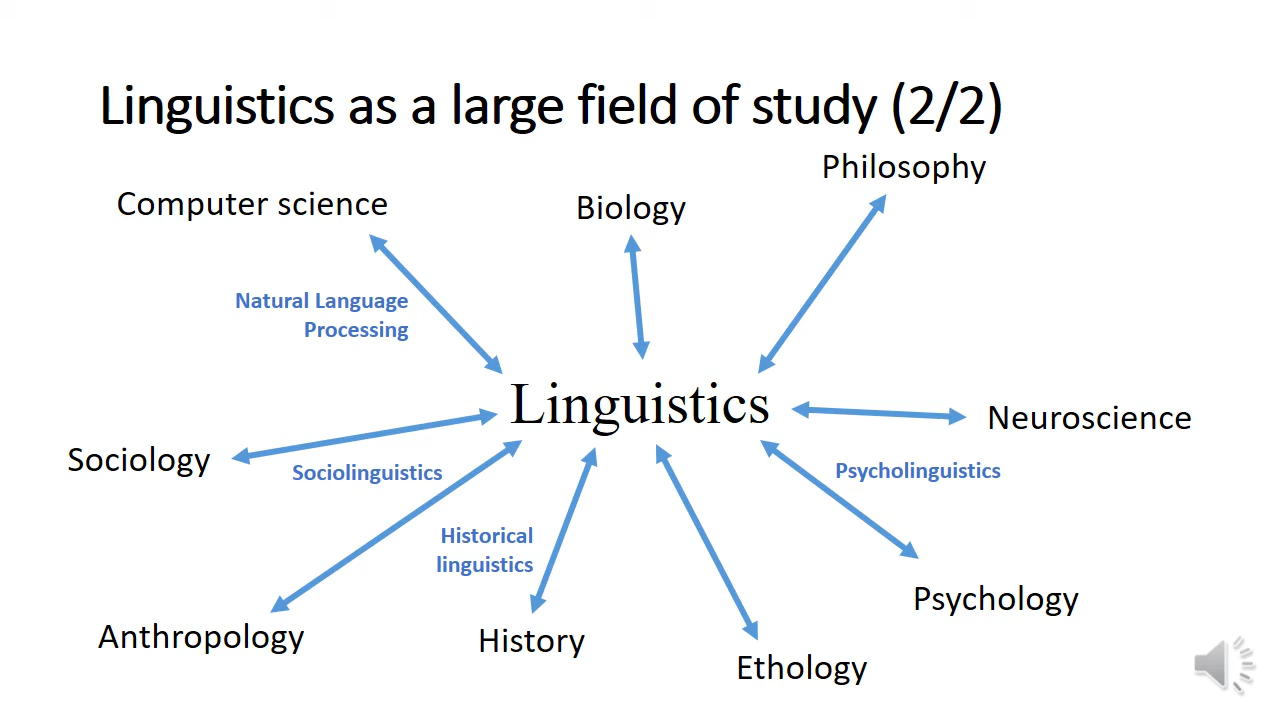 Linguistics as a large field of study (2/2)
Philosophy
Computer science
Biology
Natural Language
Processing
Linguistics
Neuroscience
Sociology
Sociolinguistics
Psycholinguistics
Historical
linguistics
Psychology
Anthropology
History
Ethology